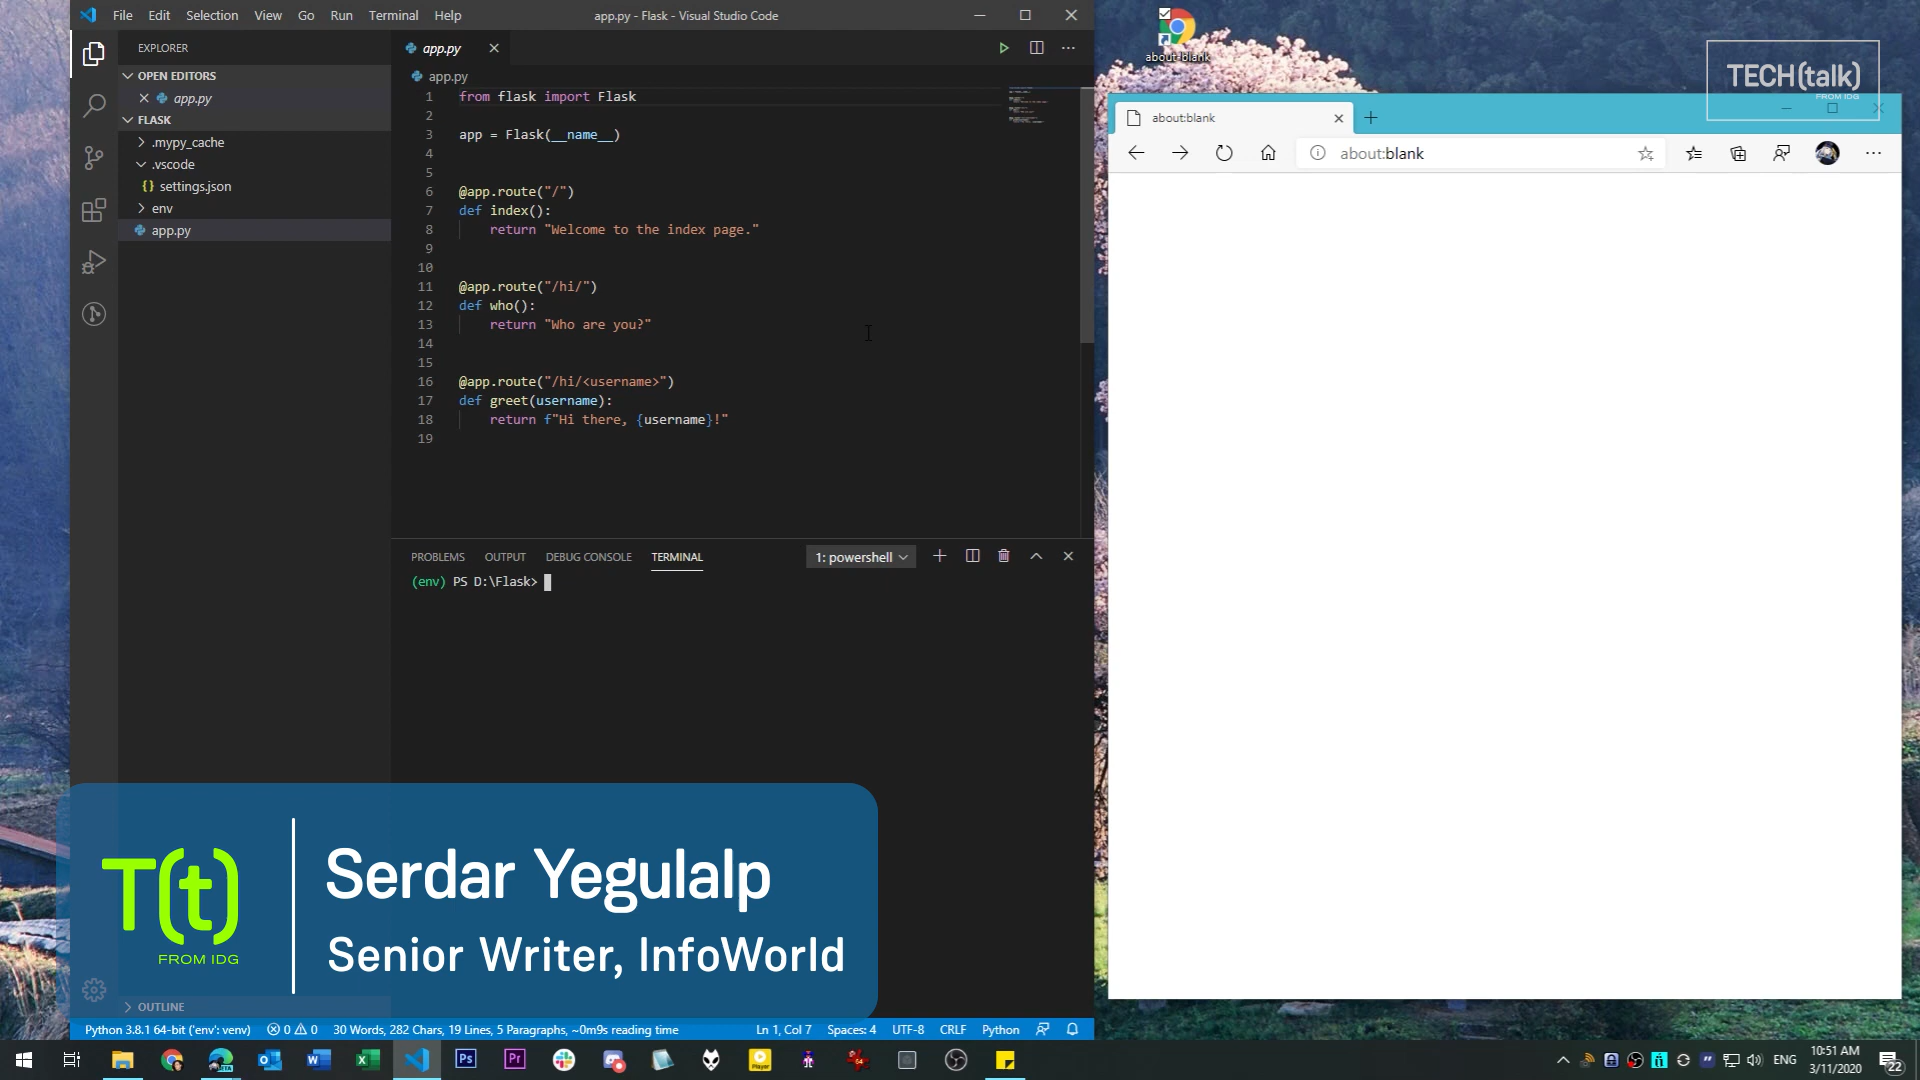 File Edit Selection View Go Run Terminal Help
app.py - Flask - Visual Studio Code
EXPLORER
OPEN EDITORS
app.py
FLASK
.mypy_cache
.vscode
{} settings.json
env
app.py
OUTLINE
app.py
app.py
1 from flask import Flask
2
3 app = Flask(__name__)
4
5
6 @app.route("/")
7 def index():
8 return "Welcome to the index page."
9
10
11 @app.route("/hi/")
12 def who():
13 return "Who are you?"
14
15
16 @app.route("/hi/<username>")
17 def greet(username):
18 return f"Hi there, {username}!"
19
PROBLEMS OUTPUT DEBUG CONSOLE TERMINAL 1: powershell
(env) PS D:\Flask>
T(t)
FROM IDG
Serdar Yegulalp
Senior Writer, InfoWorld
Python 3.8.1 64-bit ('env': venv) 0 0 30 Words, 282 Chars, 19 Lines, 5 Paragraphs, ~0m9s reading time Ln 1, Col 7 Spaces: 4 UTF-8 CRLF Python
about-blank
TECH(talk)
FROM IDG
about:blank
about:blank
Ps Pr Player
ENG 10:51 AM
3/11/2020
22